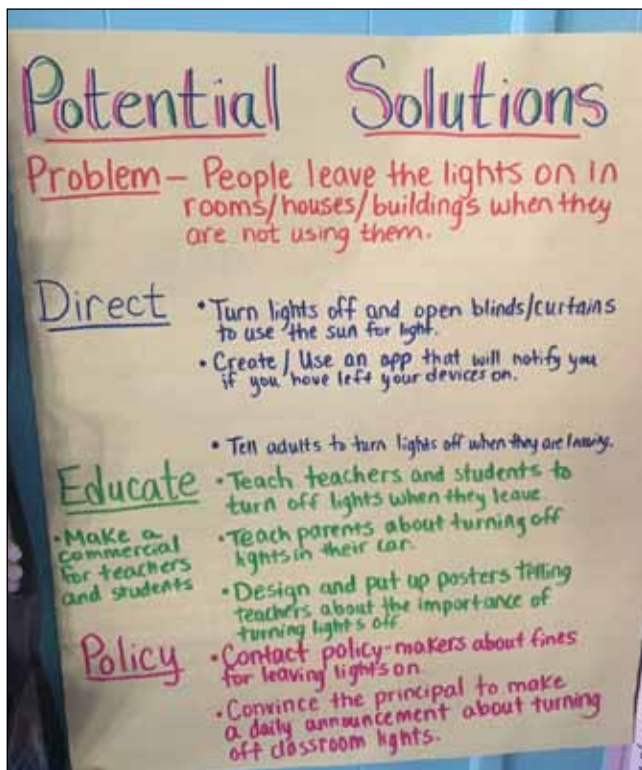 Potential Solutions
Problem – People leave the lights on in
rooms/houses/buildings when they
are not using them.
Direct
• Turn lights off and open blinds/curtains
to use the sun for light.
• Create/Use an app that will notify you
if you have left your devices on.
• Tell adults to turn lights off when they are leaving.
Educate
• Make a
commercial
for teachers
and students
• Teach teachers and students to
turn off lights when they leave
• Teach parents about turning off
lights in their car.
• Design and put up posters telling
teachers about the importance of
turning lights off
Policy
• Contact policy-makers about fines
for leaving lights on
• Convince the principal to make
a daily announcement about turning
off classroom lights.